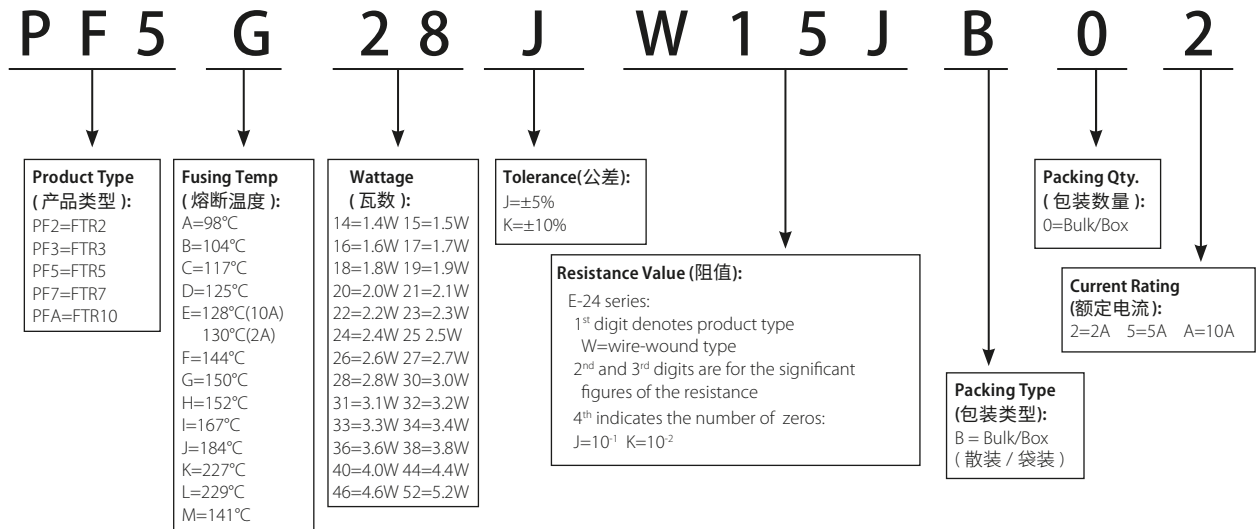 P F 5 G 2 8 J W 1 5 J B 0 2
Product Type
( 产品类型 ):
PF2=FTR2
PF3=FTR3
PF5=FTR5
PF7=FTR7
PFA=FTR10
Fusing Temp
( 熔断温度 ):
A=98°C
B=104°C
C=117°C
D=125°C
E=128°C(10A)
130°C(2A)
F=144°C
G=150°C
H=152°C
I=167°C
J=184°C
K=227°C
L=229°C
M=141°C
Wattage
( 瓦数 ):
14=1.4W 15=1.5W
16=1.6W 17=1.7W
18=1.8W 19=1.9W
20=2.0W 21=2.1W
22=2.2W 23=2.3W
24=2.4W 25 2.5W
26=2.6W 27=2.7W
28=2.8W 30=3.0W
31=3.1W 32=3.2W
33=3.3W 34=3.4W
36=3.6W 38=3.8W
40=4.0W 44=4.4W
46=4.6W 52=5.2W
Tolerance(公差):
J=±5%
K=±10%
Resistance Value (阻值):
E-24 series:
1st digit denotes product type
W=wire-wound type
2nd and 3rd digits are for the significant
figures of the resistance
4th indicates the number of zeros:
J=10-1 K=10-2
Packing Type
(包装类型):
B = Bulk/Box
( 散装 / 袋装 )
Packing Qty.
( 包装数量 ):
0=Bulk/Box
Current Rating
(额定电流):
2=2A 5=5A A=10A